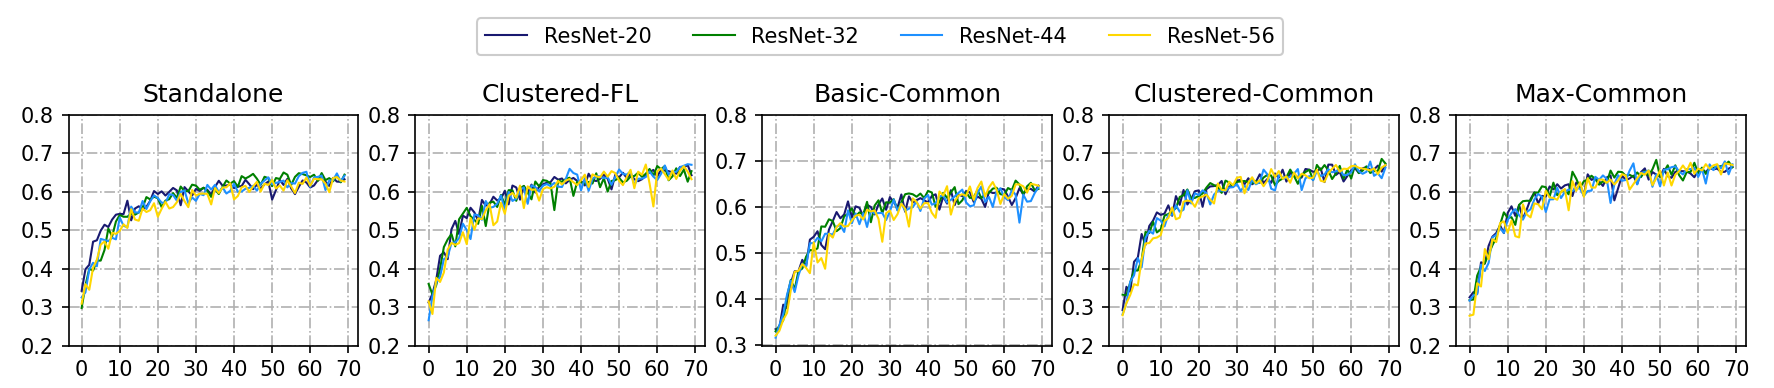 ResNet-20 ResNet-32 ResNet-44 ResNet-56
Standalone Clustered-FL Basic-Common Clustered-Common Max-Common
0.8 0.8 0.8 0.8 0.8
0.7 0.7 0.7 0.7 0.7
0.6 0.6 0.6 0.6 0.6
0.5 0.5 0.5 0.5 0.5
0.4 0.4 0.4 0.4 0.4
0.3 0.3 0.3 0.3 0.3
0.2 0.2 0.2 0.2
0 10 20 30 40 50 60 70 0 10 20 30 40 50 60 70 0 10 20 30 40 50 60 70 0 10 20 30 40 50 60 70 0 10 20 30 40 50 60 70